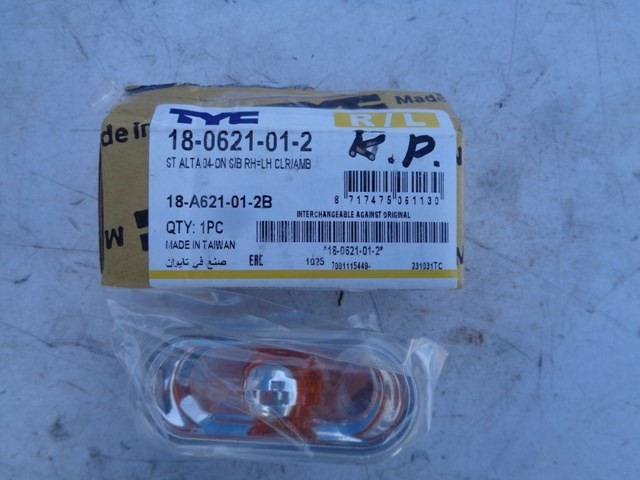 Made
de in
TYC
R/L
18-0621-01-2
K.P.
ST ALTA 04-ON S/B RH=LH CLR/AMB
8 717475 061130
18-A621-01-2B
INTERCHANGEABLE AGAINST ORIGINAL
QTY: 1PC
MADE IN TAIWAN
*18-0621-01-2*
صنع في تايوان
EAC
1025
7001115449-
231031TC
M